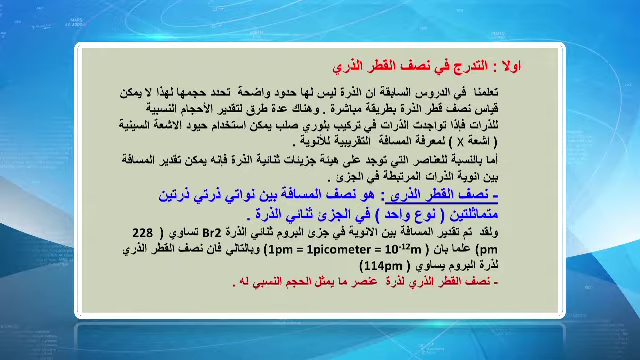 اولا : التدرج في نصف القطر الذري
تعلمنا في الدروس السابقة ان الذرة ليس لها حدود واضحة تحدد حجمها لهذا لا يمكن
قياس نصف قطر الذرة بطريقة مباشرة . وهناك عدة طرق لتقدير الأحجام النسبية
للذرات فإذا تواجدت الذرات في تركيب بلوري صلب يمكن استخدام حيود الاشعة السينية
( اشعة X ) لمعرفة المسافة التقريبية للأنوية .
أما بالنسبة للعناصر التي توجد على هيئة جزيئات ثنائية الذرة فإنه يمكن تقدير المسافة
بين انوية الذرات المرتبطة في الجزئ .
- نصف القطر الذري : هو نصف المسافة بين نواتي ذرتي ذرتين
متماثلتين ( نوع واحد ) في الجزئ ثنائي الذرة .
ولقد تم تقدير المسافة بين الانوية في جزئ البروم ثنائي الذرة Br2 تساوي ( 228
pm) علما بان ( 1pm = 1picometer = 10-12m) وبالتالي فان نصف القطر الذري
لذرة البروم يساوي ( 114pm)
- نصف القطر الذري لذرة عنصر ما يمثل الحجم النسبي له .